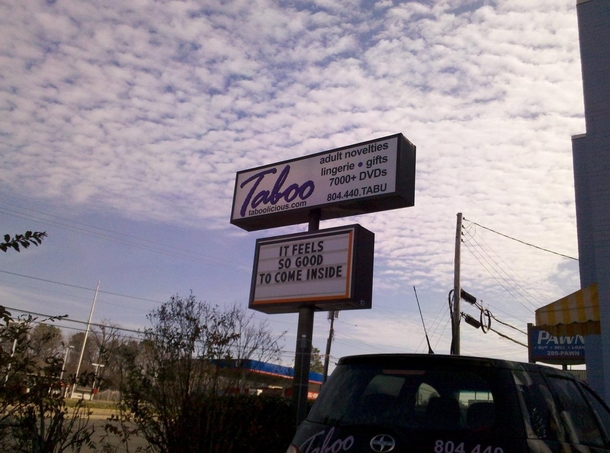 Taboo
taboolicious.com
adult novelties
lingerie • gifts
7000+ DVDs
804.440.TABU
IT FEELS
SO GOOD
TO COME INSIDE
PAWN
Taboo
804.440